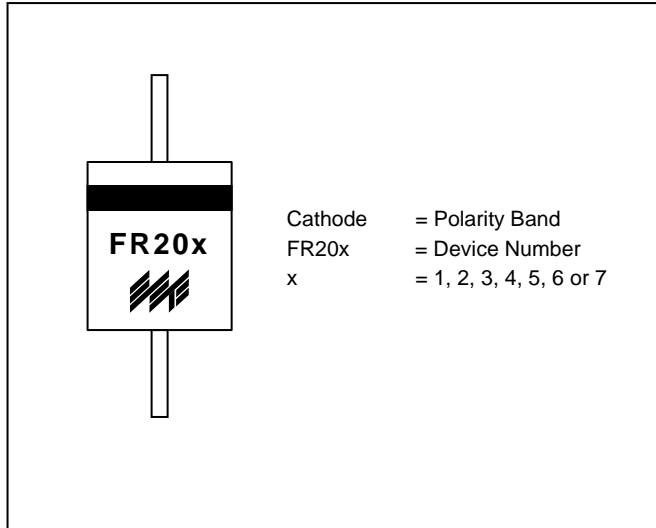 FR20x
Cathode = Polarity Band
FR20x = Device Number
x = 1, 2, 3, 4, 5, 6 or 7